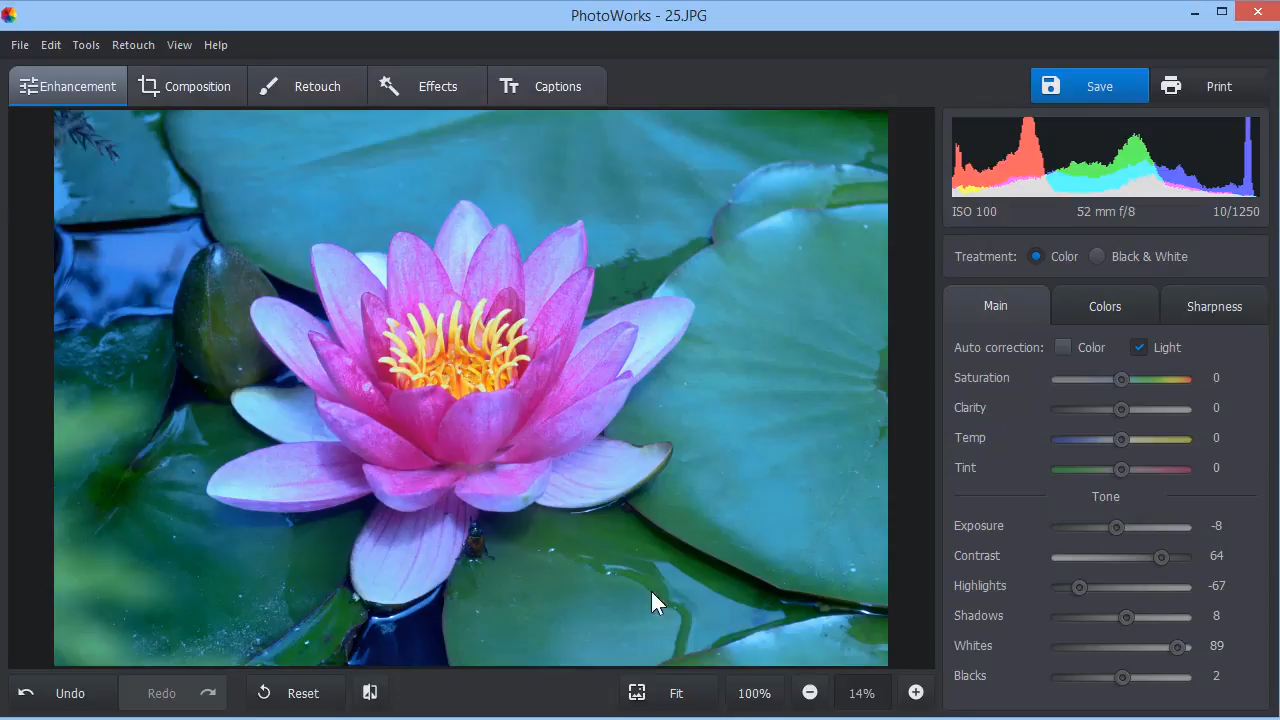 PhotoWorks - 25.JPG
File Edit Tools Retouch View Help
Enhancement Composition Retouch Effects Captions Save Print
ISO 100 52 mm f/8 10/1250
Treatment: Color Black & White
Main Colors Sharpness
Auto correction: Color Light
Saturation 0
Clarity 0
Temp 0
Tint 0
Tone
Exposure -8
Contrast 64
Highlights -67
Shadows 8
Whites 89
Blacks 2
Undo Redo Reset Fit 100% 14%